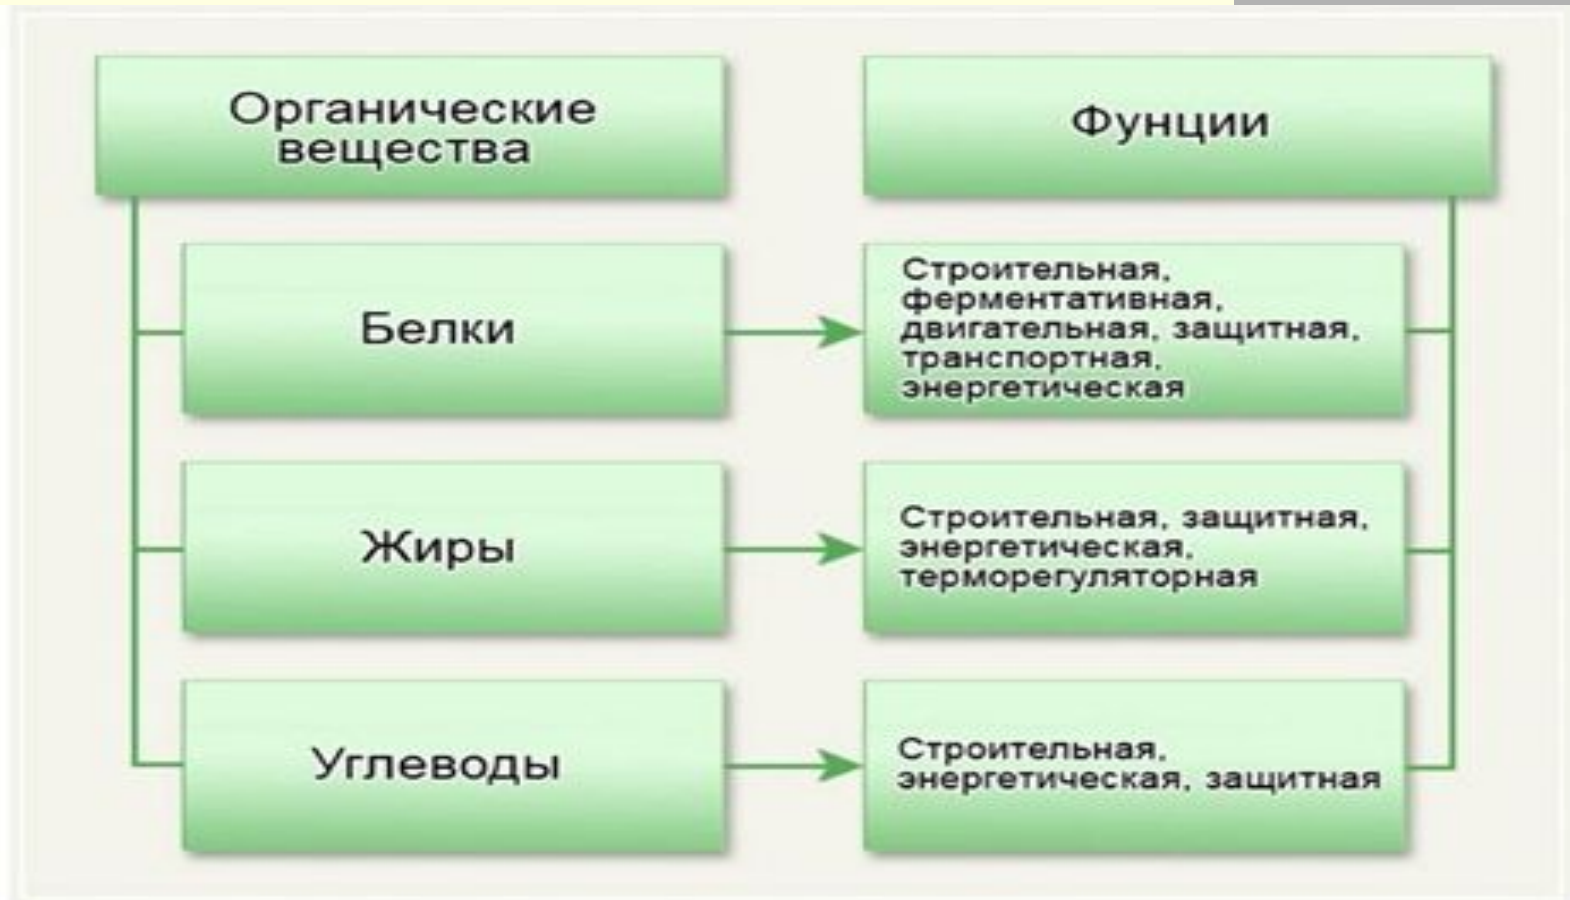 Органические
вещества
Фунции
Белки
Строительная,
ферментативная,
двигательная, защитная,
транспортная,
энергетическая
Жиры
Строительная, защитная,
энергетическая,
терморегуляторная
Углеводы
Строительная,
энергетическая, защитная